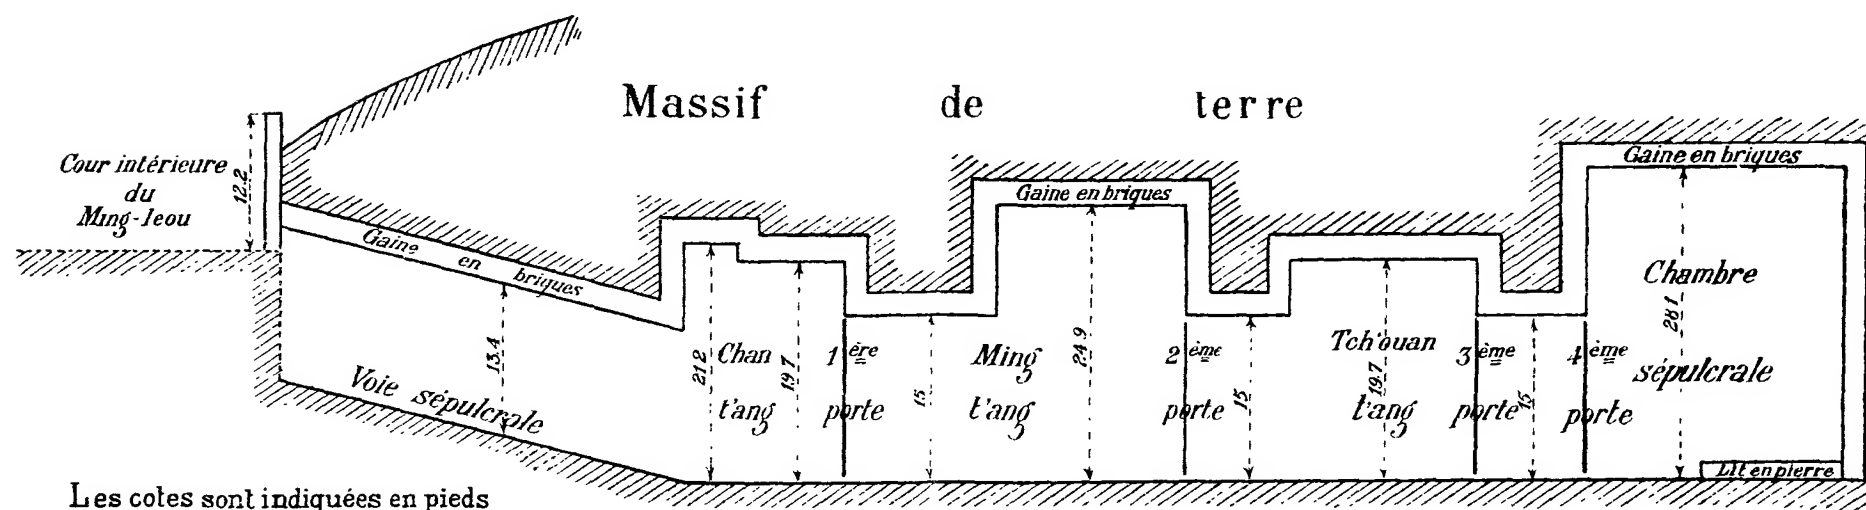 Massif de terre
Cour intérieure
du
Ming-leou
12.2
Gaine en briques
13.4
Voie sépulcrale
21.2
Chan
t'ang
19.7
1ère
porte
15
Gaine en briques
Ming
t'ang
24.9
2ème
porte
15
Tch'ouan
t'ang
19.7
3ème
porte
15
4ème
porte
Gaine en briques
Chambre
sépulcrale
28.1
Lit en pierre
Les cotes sont indiquées en pieds